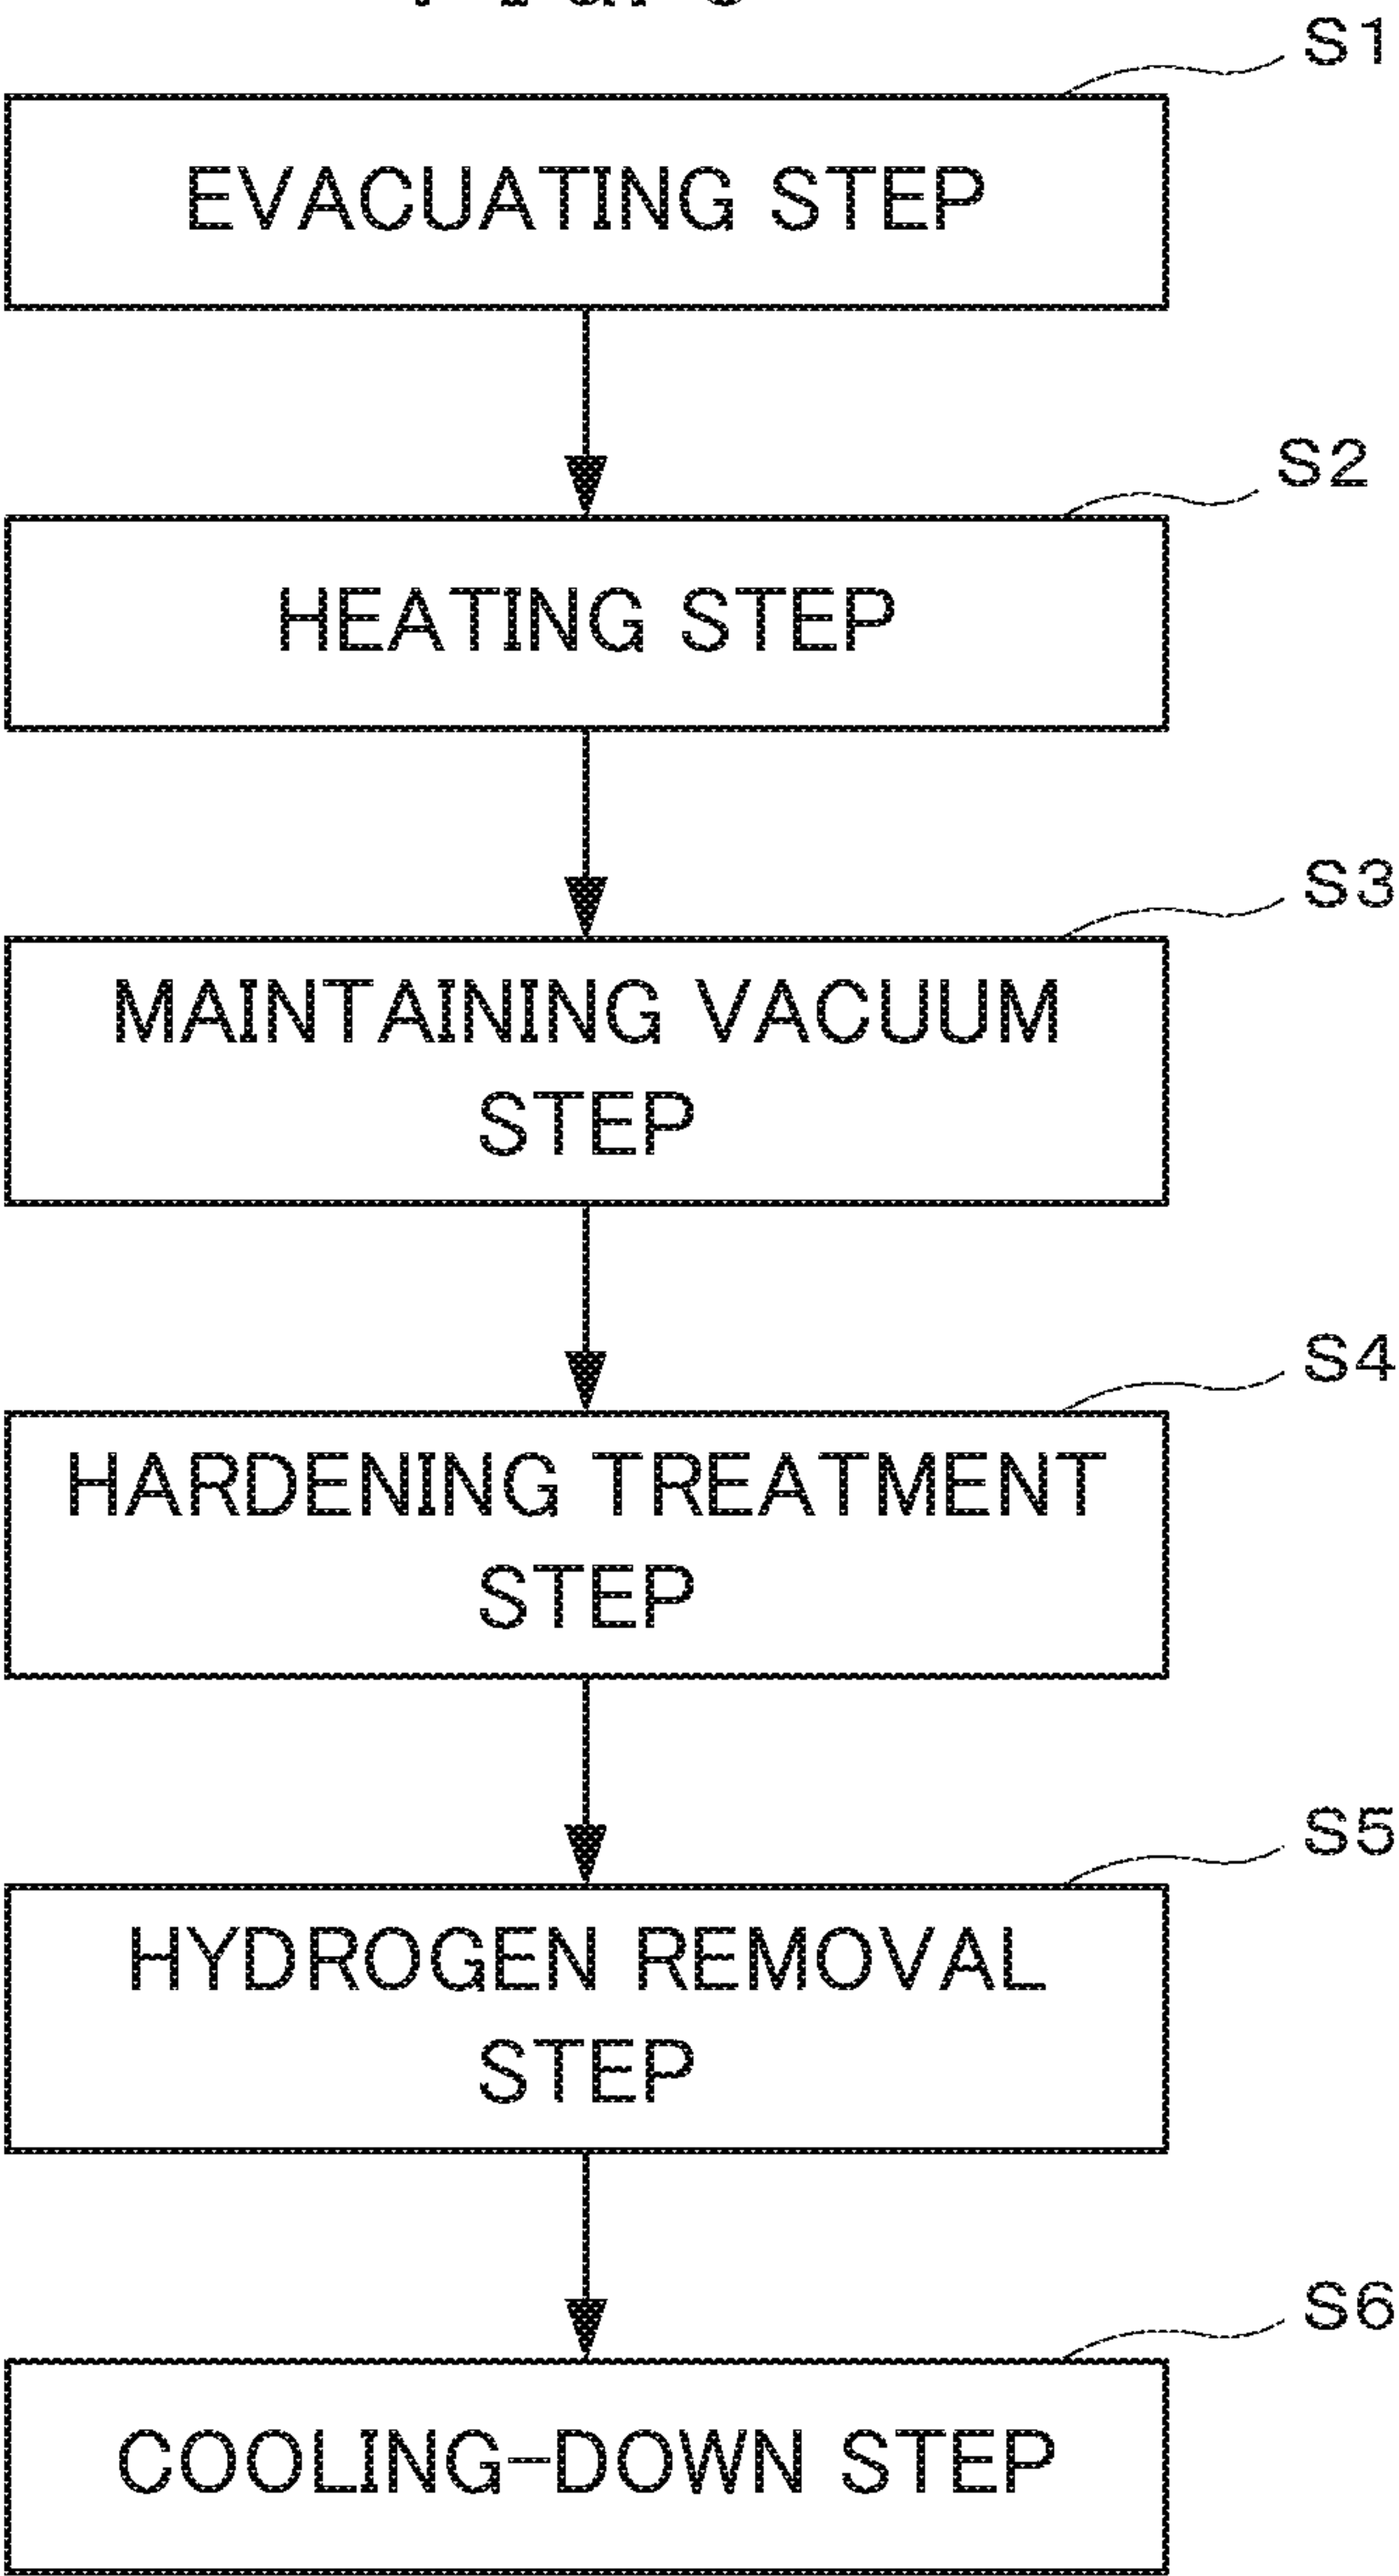 S1
EVACUATING STEP
S2
HEATING STEP
S3
MAINTAINING VACUUM
STEP
S4
HARDENING TREATMENT
STEP
S5
HYDROGEN REMOVAL
STEP
S6
COOLING-DOWN STEP